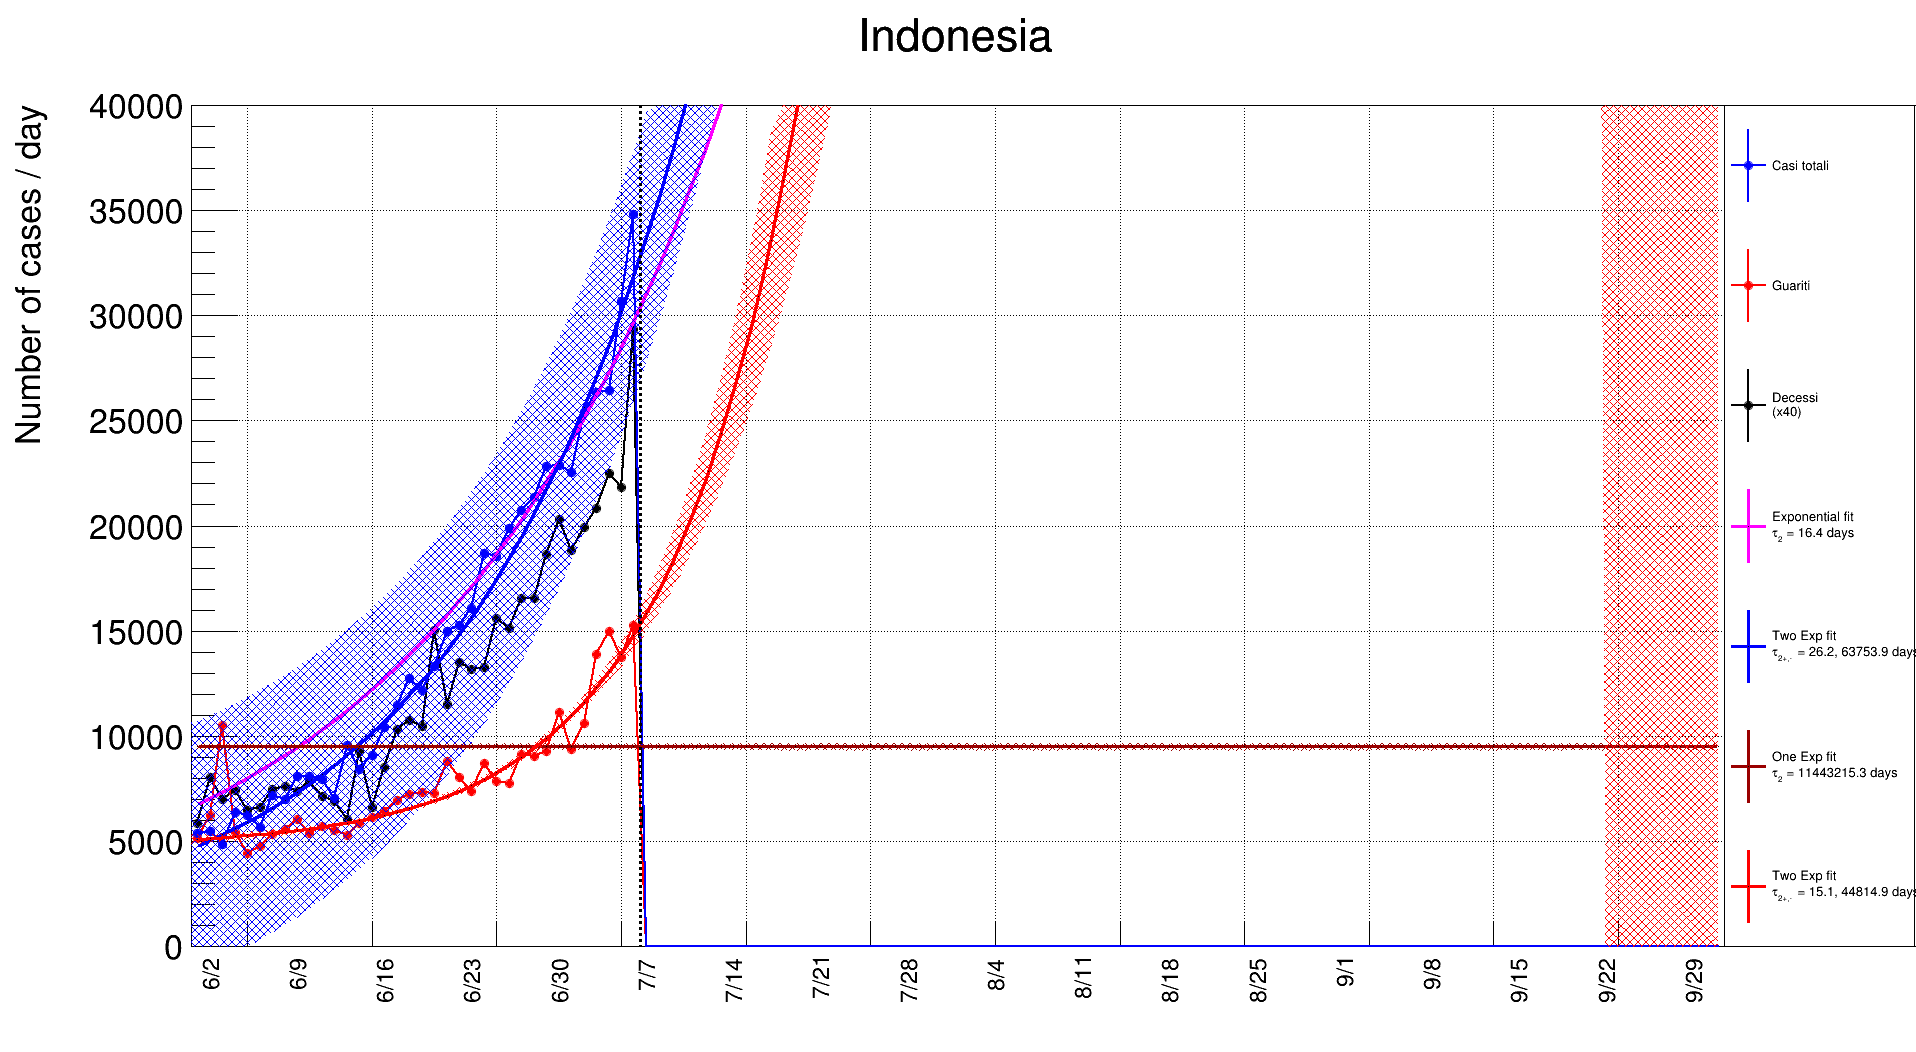 Indonesia
Number of cases / day
40000
35000
30000
25000
20000
15000
10000
5000
0
6/2
6/9
6/16
6/23
6/30
7/7
7/14
7/21
7/28
8/4
8/11
8/18
8/25
9/1
9/8
9/15
9/22
9/29
Casi totali
Guariti
Decessi
(x40)
Exponential fit
τ2 = 16.4 days
Two Exp fit
τ2+,- = 26.2, 63753.9 days
One Exp fit
τ2 = 11443215.3 days
Two Exp fit
τ2+,- = 15.1, 44814.9 days